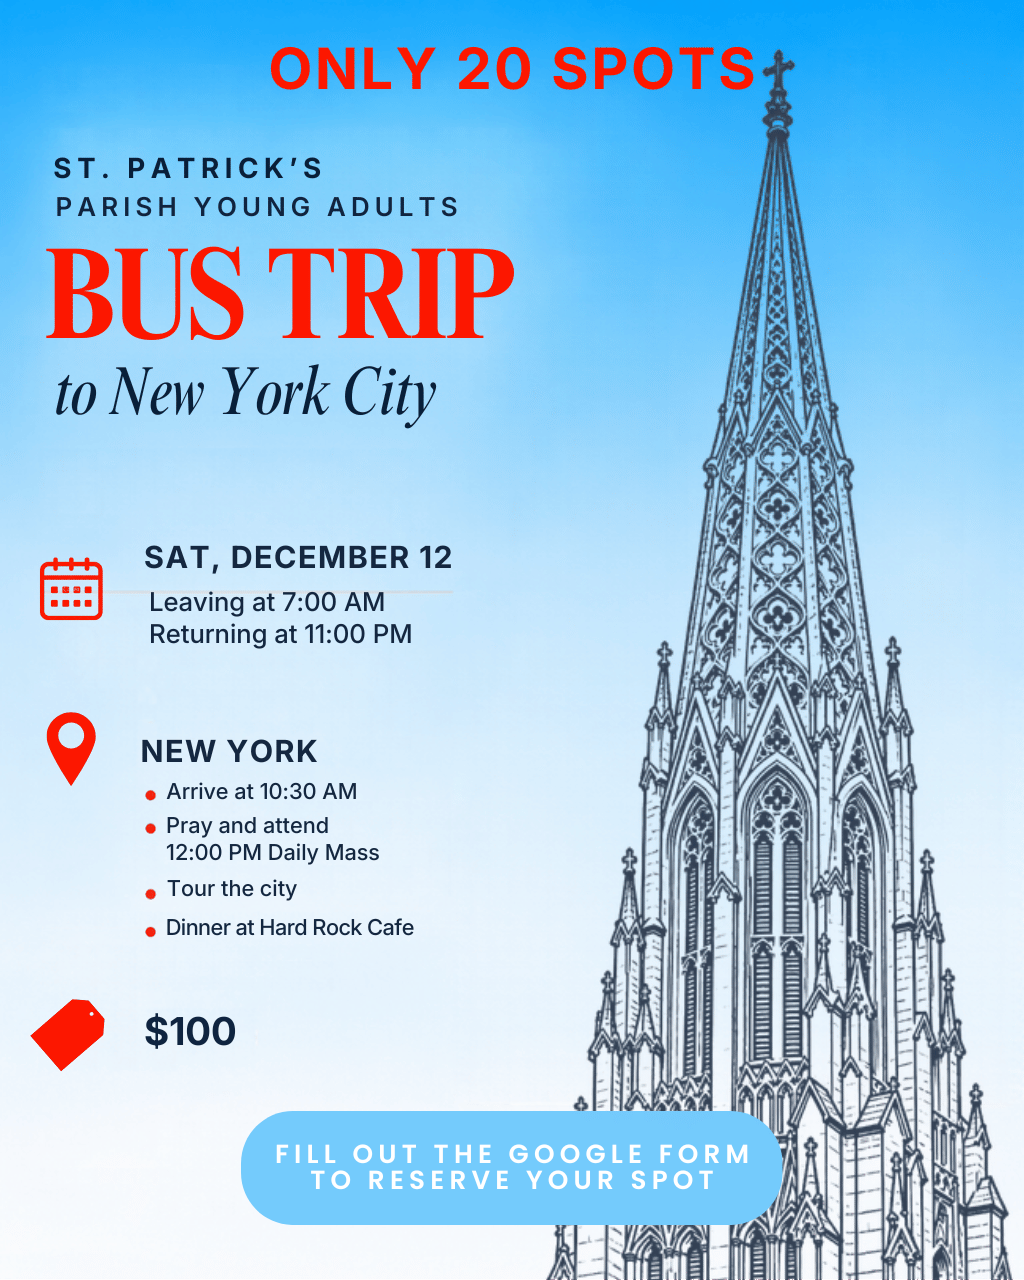 ONLY 20 SPOTS
ST. PATRICK’S
PARISH YOUNG ADULTS
BUS TRIP
to New York City
SAT, DECEMBER 12
Leaving at 7:00 AM
Returning at 11:00 PM
NEW YORK
Arrive at 10:30 AM
Pray and attend
12:00 PM Daily Mass
Tour the city
Dinner at Hard Rock Cafe
$100
FILL OUT THE GOOGLE FORM
TO RESERVE YOUR SPOT